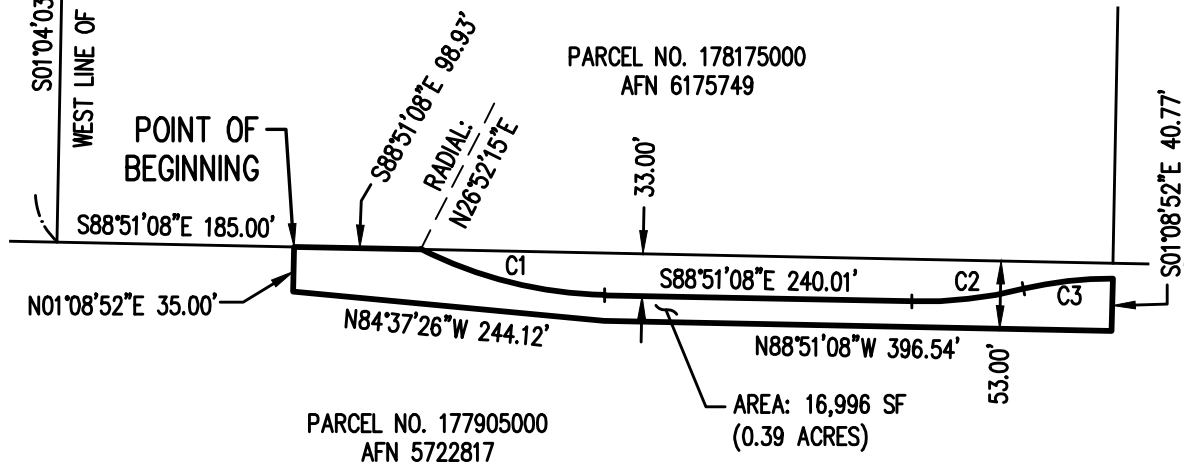 S01°04'03
WEST LINE OF
POINT OF
BEGINNING
S88°51'08"E 98.93'
RADIAL:
N26°52'15"E
PARCEL NO. 178175000
AFN 6175749
33.00'
S01°08'52"E 40.77'
S88°51'08"E 185.00'
C1
S88°51'08"E 240.01'
C2
C3
N01°08'52"E 35.00'
N84°37'26"W 244.12'
N88°51'08"W 396.54'
53.00'
AREA: 16,996 SF
(0.39 ACRES)
PARCEL NO. 177905000
AFN 5722817